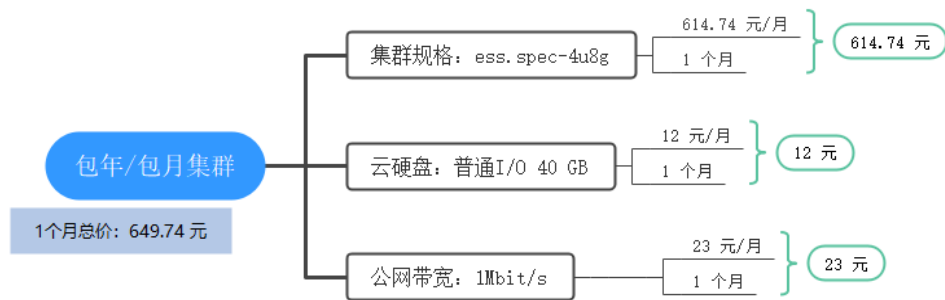 包年/包月集群
1个月总价：649.74 元
集群规格：ess.spec-4u8g
614.74 元/月
1 个月
614.74 元
云硬盘：普通I/O 40 GB
12 元/月
1 个月
12 元
公网带宽：1Mbit/s
23 元/月
1 个月
23 元